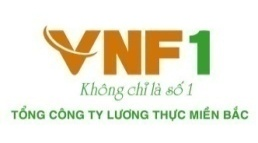 VNF1
Không chỉ là số 1
TỔNG CÔNG TY LƯƠNG THỰC MIỀN BẮC